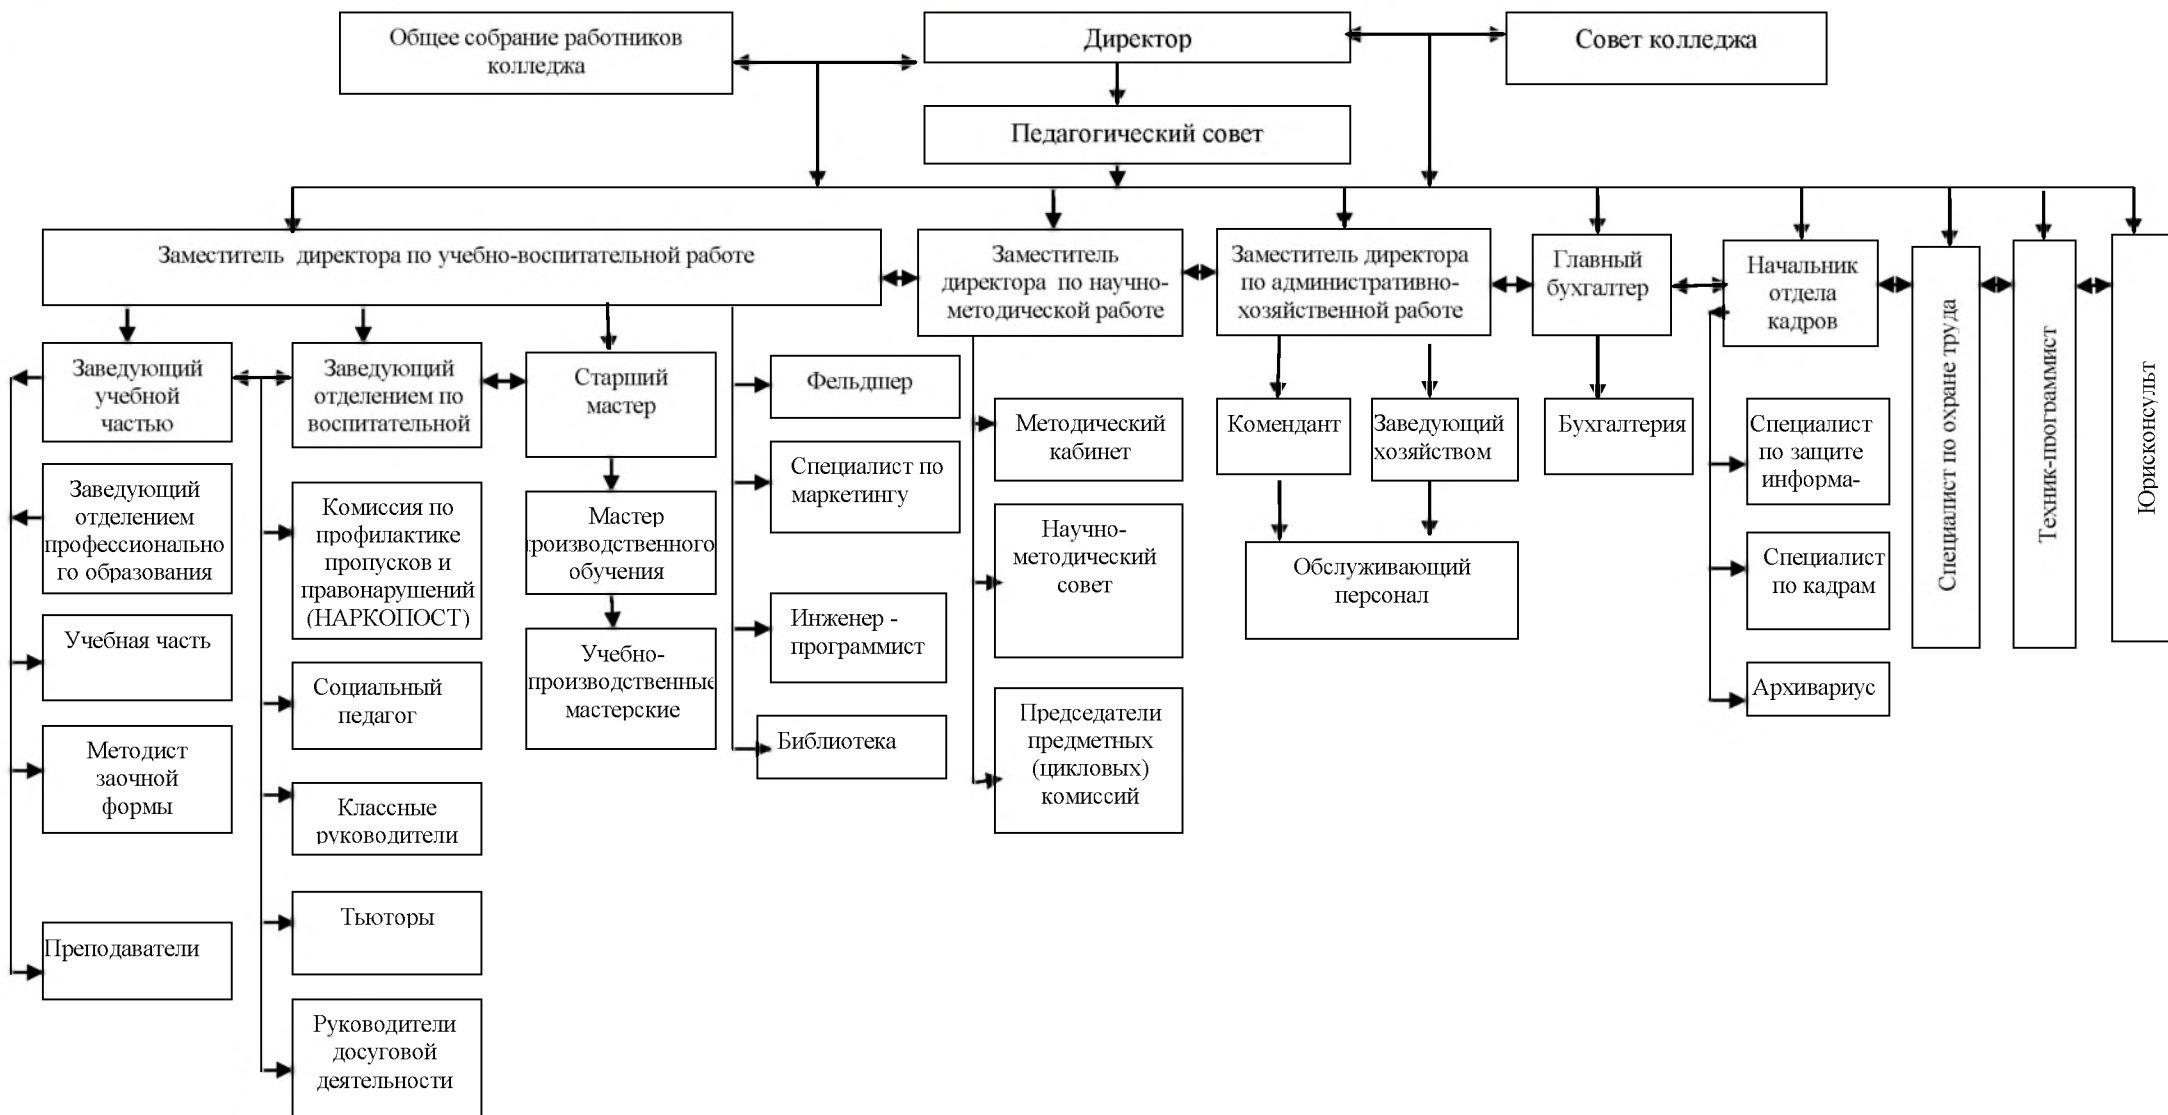 Общее собрание работников
колледжа
Директор
Совет колледжа
Педагогический совет
Заместитель директора по учебно-воспитательной работе
Заместитель
директора по научно-
методической работе
Заместитель директора
по административно-
хозяйственной работе
Главный
бухгалтер
Начальник
отдела
кадров
Специалист по охране труда
Техник-программист
Юрисконсульт
Заведующий
учебной
частью
Заведующий
отделением по
воспитательной
Старший
мастер
Фельдшер
Методический
кабинет
Комендант
Заведующий
хозяйством
Бухгалтерия
Специалист
по защите
информа-
Заведующий
отделением
профессионально
го образования
Комиссия по
профилактике
пропусков и
правонарушений
(НАРКОПОСТ)
Мастер
производственного
обучения
Специалист по
маркетингу
Научно-
методический
совет
Обслуживающий
персонал
Специалист
по кадрам
Учебная часть
Социальный
педагог
Учебно-
производственные
мастерские
Инженер -
программист
Архивариус
Методист
заочной
формы
Классные
руководители
Библиотека
Председатели
предметных
(цикловых)
комиссий
Преподаватели
Тьюторы
Руководители
досуговой
деятельности